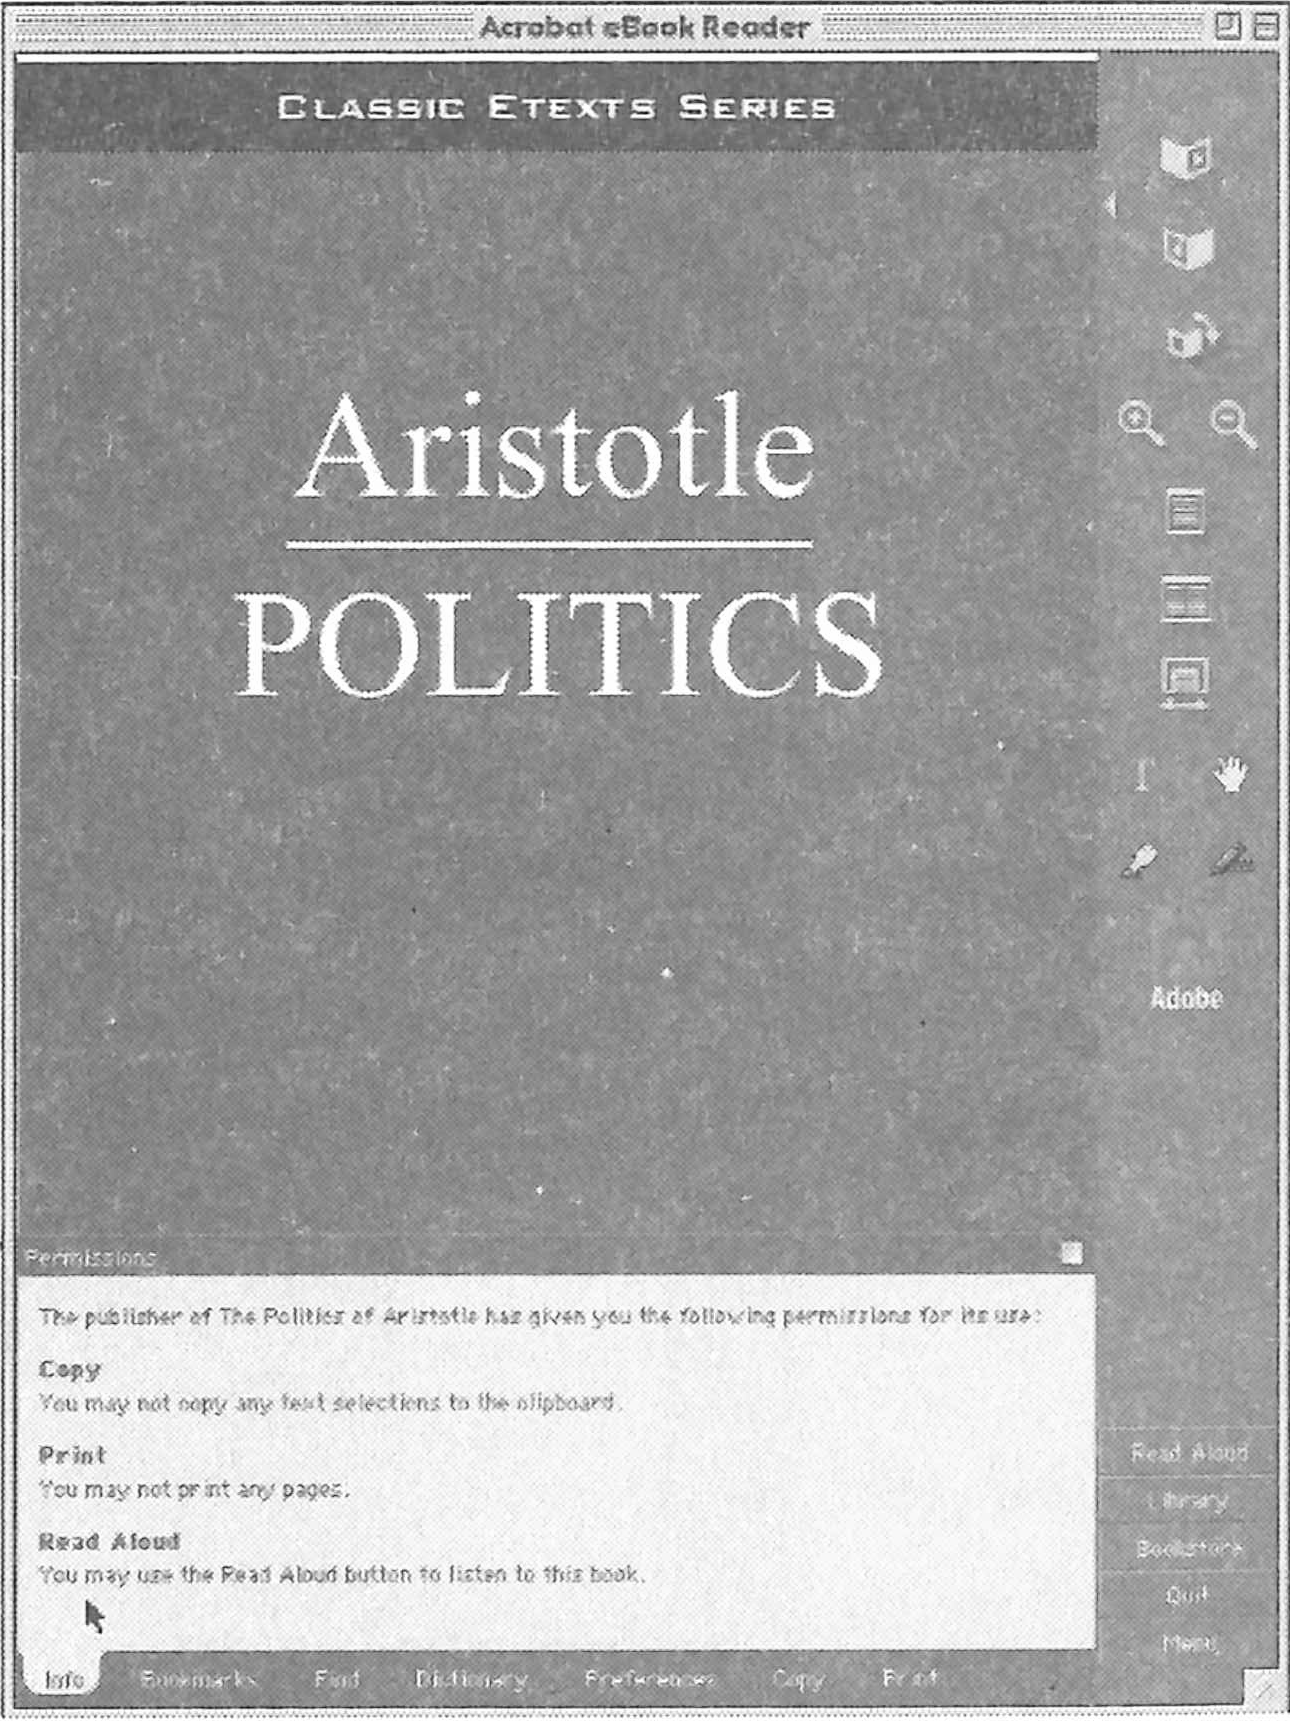 Acrobat eBook Reader
CLASSIC ETEXTS SERIES
Aristotle
POLITICS
Adobe
Permissions
The publisher of The Politics of Aristotle has given you the following permissions for its use:
Copy
You may not copy any text selections to the clipboard.
Print
You may not print any pages.
Read Aloud
You may use the Read Aloud button to listen to this book.
Read Aloud
Library
Bookstore
Quit
Menu
Info Bookmarks Find Dictionary Preferences Copy Print